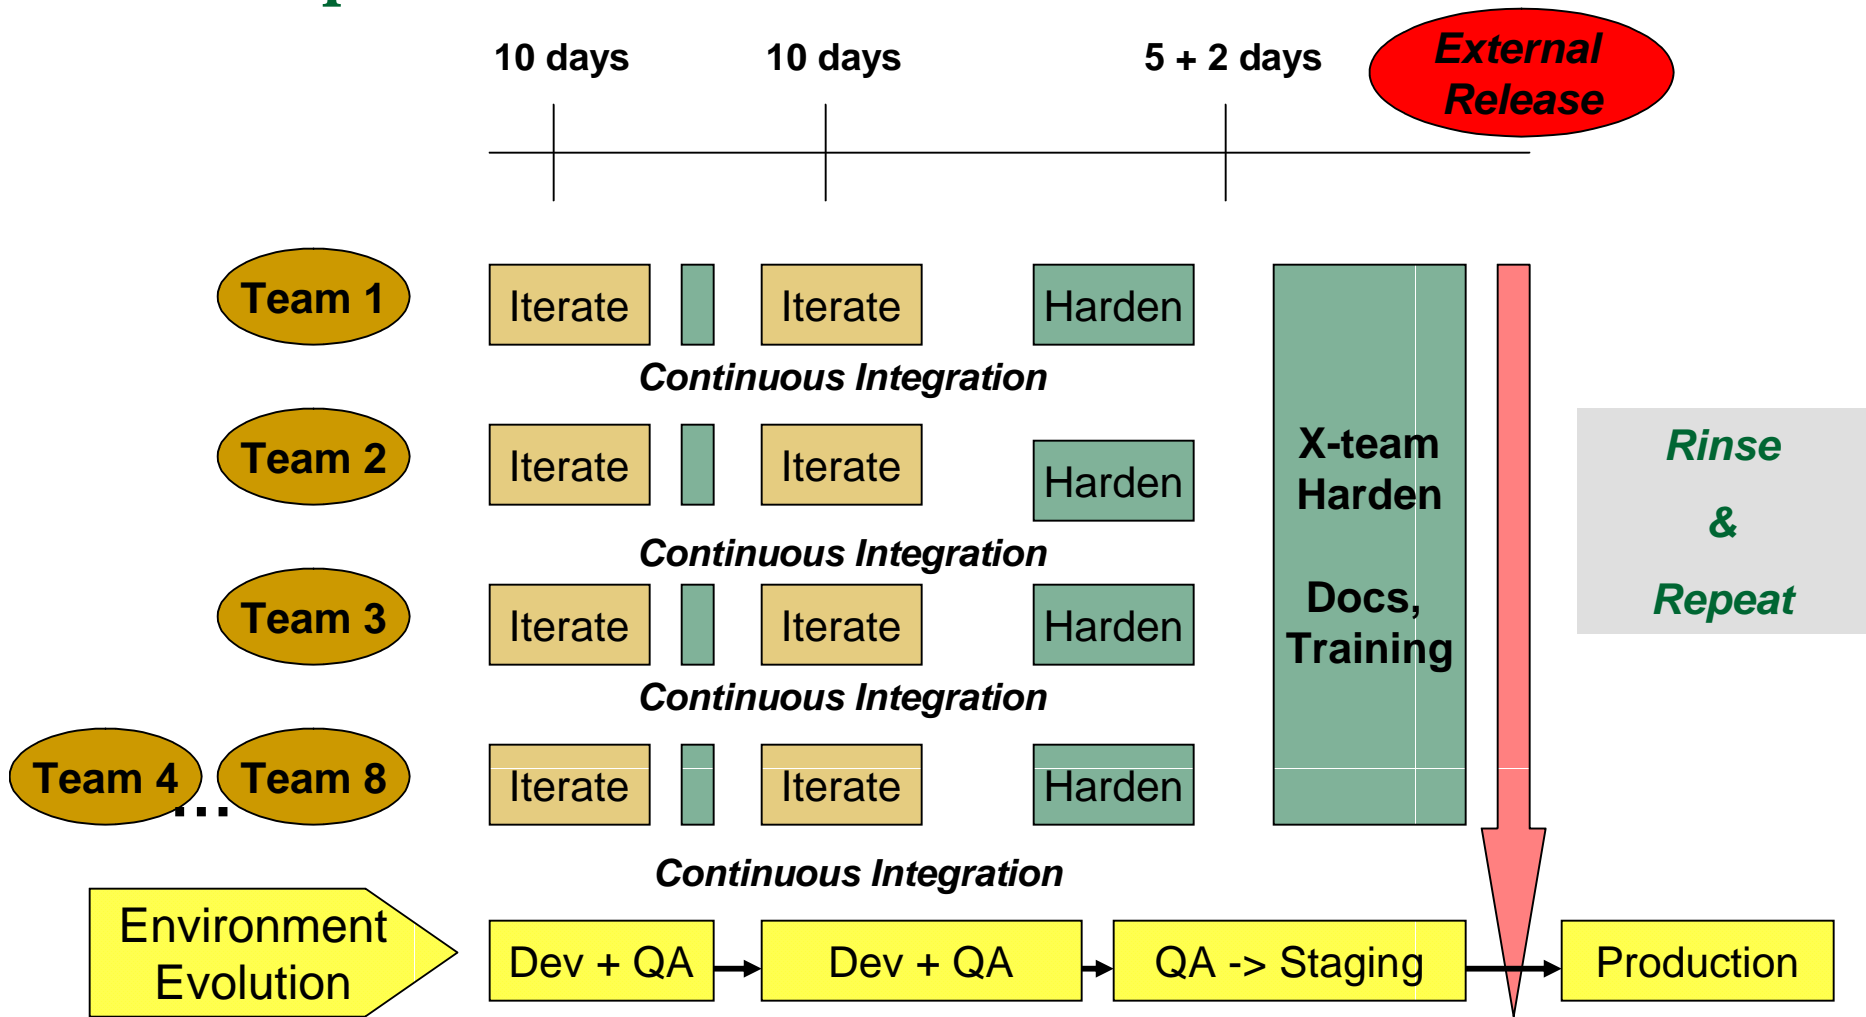 10 days 10 days 5 + 2 days
External
Release
Team 1 Iterate Iterate Harden
Continuous Integration
Team 2 Iterate Iterate Harden
Continuous Integration
Team 3 Iterate Iterate Harden
Continuous Integration
Team 4 ... Team 8 Iterate Iterate Harden
Continuous Integration
X-team
Harden
Docs,
Training
Rinse
&
Repeat
Environment
Evolution
Dev + QA Dev + QA QA -> Staging Production